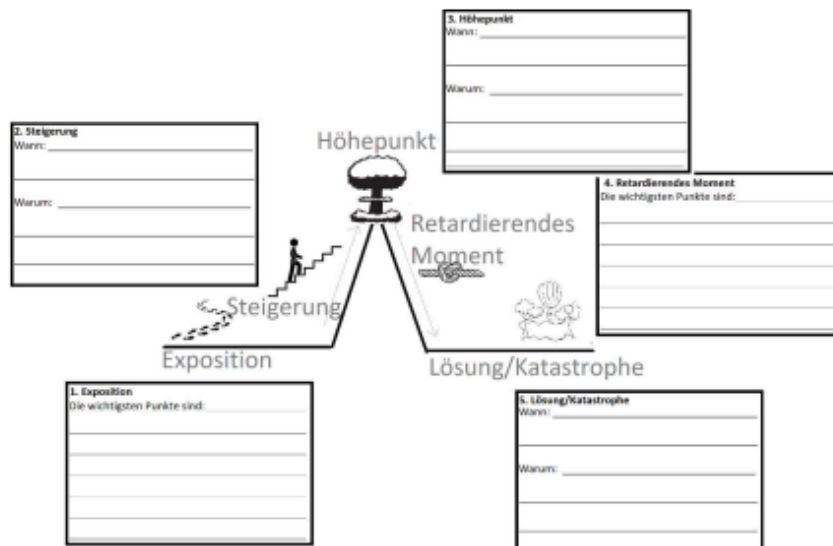 3. Höhepunkt
Wann:
Warum:
2. Steigerung
Wann:
Warum:
Höhepunkt
4. Retardierendes Moment
Die wichtigsten Punkte sind:
Retardierendes
Moment
Steigerung
Exposition
Lösung/Katastrophe
1. Exposition
Die wichtigsten Punkte sind:
5. Lösung/Katastrophe
Wann:
Warum: